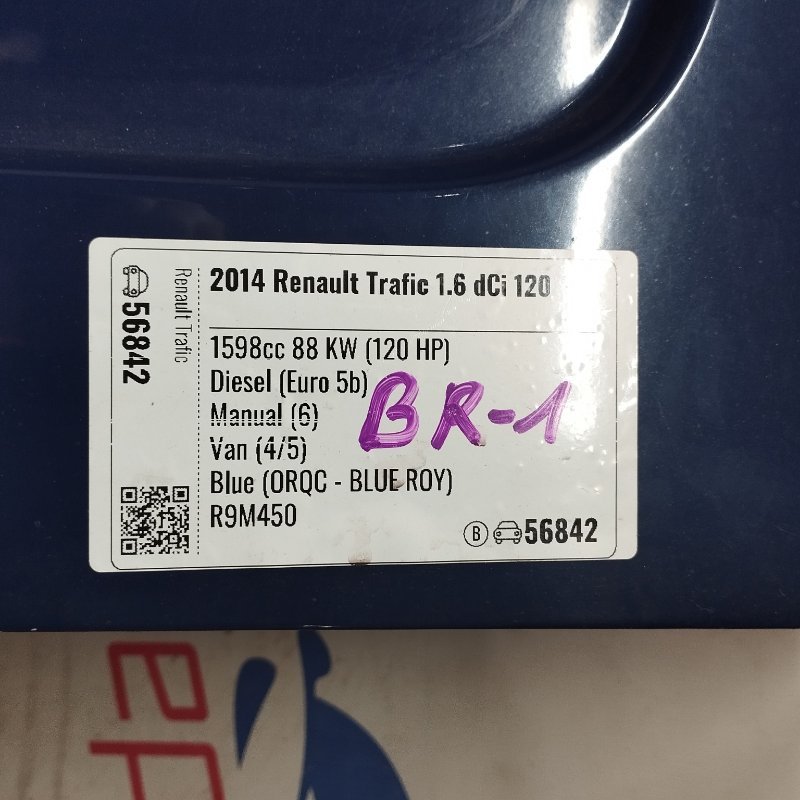 56842
Renault Trafic
2014 Renault Trafic 1.6 dCi 120
1598cc 88 KW (120 HP)
Diesel (Euro 5b)
Manual (6)
Van (4/5)
Blue (ORQC - BLUE ROY)
R9M450
BR-1
B 56842